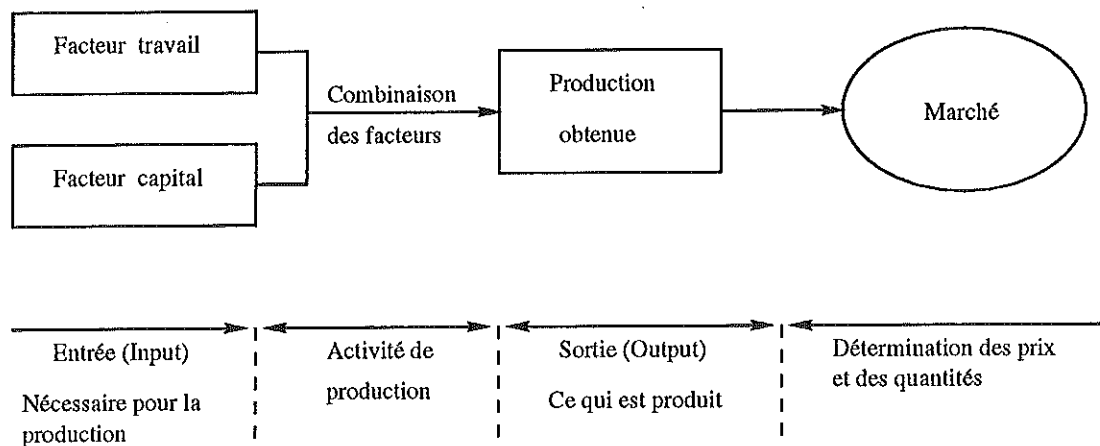 Facteur travail
Facteur capital
Combinaison
des facteurs
Production
obtenue
Marché
Entrée (Input)
Nécessaire pour la
production
Activité de
production
Sortie (Output)
Ce qui est produit
Détermination des prix
et des quantités